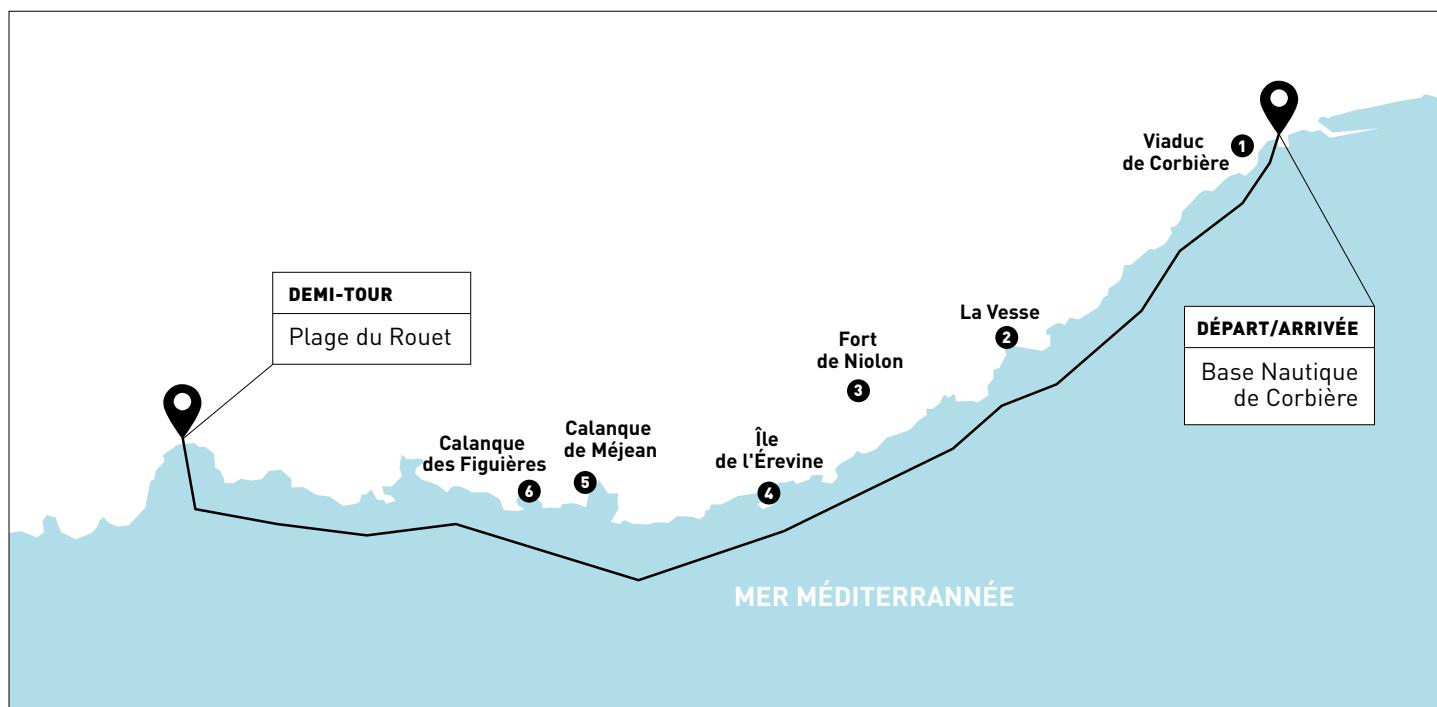 Viaduc
de Corbière
1
DEMI-TOUR
Plage du Rouet
La Vesse
2
DÉPART/ARRIVÉE
Base Nautique
de Corbière
Fort
de Niolon
3
Calanque
des Figuières
6
Calanque
de Méjean
5
Île
de l'Érevine
4
MER MÉDITERRANNÉE